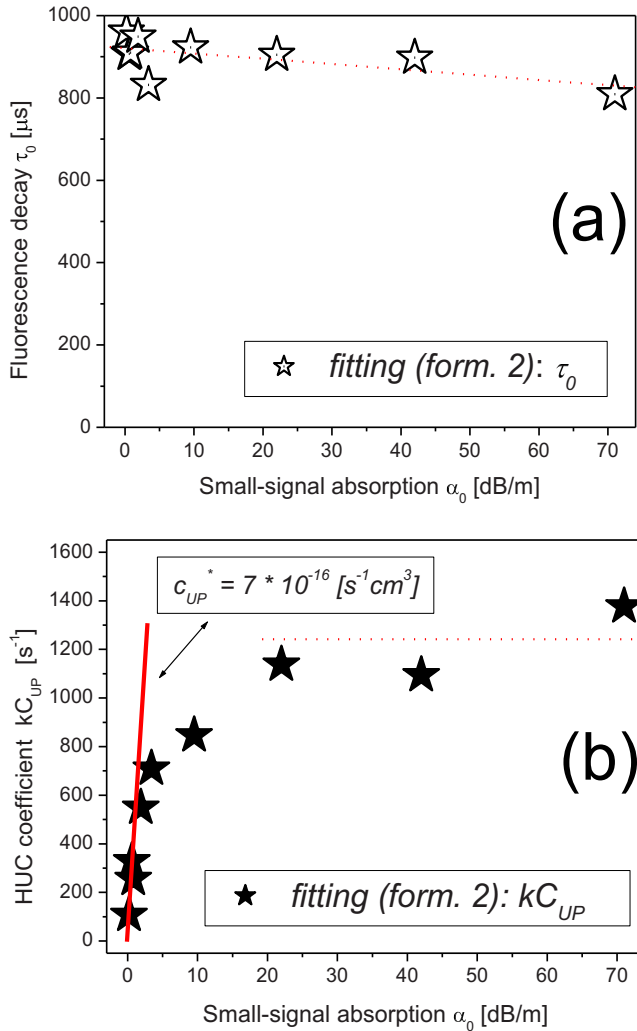 1000
800
600
400
200
0
Fluorescence decay τ₀ [μs]
(a)
☆ fitting (form. 2): τ₀
0 10 20 30 40 50 60 70
Small-signal absorption α₀ [dB/m]
1600
1400
1200
1000
800
600
400
200
0
HUC coefficient kC_UP [s⁻¹]
c_UP* = 7 * 10⁻¹⁶ [s⁻¹cm³]
(b)
★ fitting (form. 2): kC_UP
0 10 20 30 40 50 60 70
Small-signal absorption α₀ [dB/m]